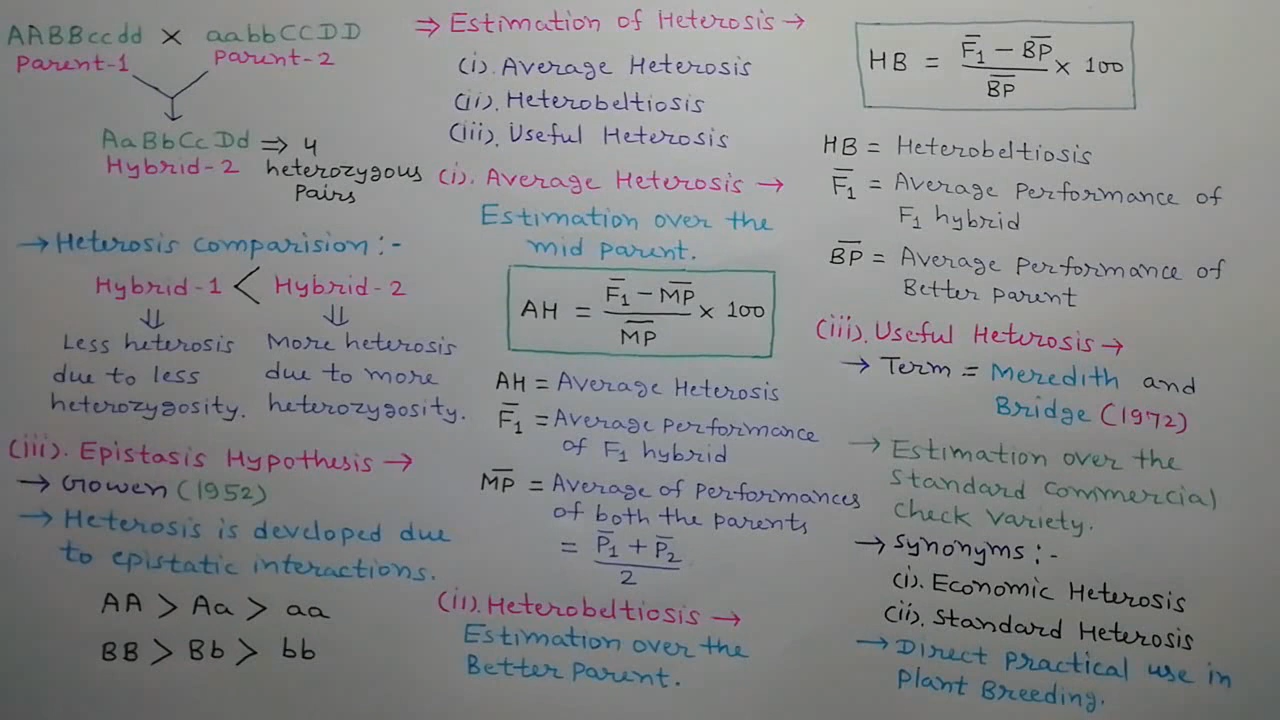 AABBccdd × aabbCCDD
Parent-1 Parent-2
AaBbCcDd ⇒ 4
Hybrid-2 heterozygous
Pairs
→ Heterosis comparision :-
Hybrid-1 < Hybrid-2
⇓ ⇓
Less heterosis More heterosis
due to less due to more
heterozygosity. heterozygosity.
(iii). Epistasis Hypothesis →
→ Gowen (1952)
→ Heterosis is developed due
to epistatic interactions.
AA > Aa > aa
BB > Bb > bb
⇒ Estimation of Heterosis →
(i). Average Heterosis
(ii). Heterobeltiosis
(iii). Useful Heterosis
(i). Average Heterosis →
Estimation over the
mid parent.
AH = F̅₁ − M̅P̅ / M̅P̅ × 100
AH = Average Heterosis
F̅₁ = Average Performance
of F₁ hybrid
M̅P̅ = Average of Performances
of both the parents
= P̅₁ + P̅₂ / 2
(ii). Heterobeltiosis →
Estimation over the
Better Parent.
HB = F̅₁ − B̅P̅ / B̅P̅ × 100
HB = Heterobeltiosis
F̅₁ = Average Performance of
F₁ hybrid
B̅P̅ = Average Performance of
Better Parent
(iii). Useful Heterosis →
→ Term = Meredith and
Bridge (1972)
→ Estimation over the
Standard Commercial
Check Variety.
→ Synonyms :-
(i). Economic Heterosis
(ii). Standard Heterosis
→ Direct Practical use in
Plant Breeding.